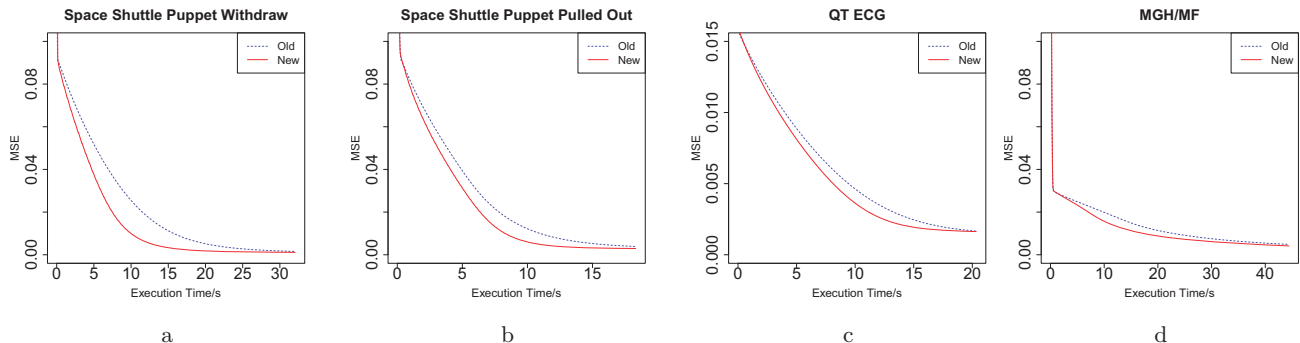 Space Shuttle Puppet Withdraw
Old
New
0.08
0.04
0.00
MSE
0 5 10 15 20 25 30
Execution Time/s
a
Space Shuttle Puppet Pulled Out
Old
New
0.08
0.04
0.00
MSE
0 5 10 15
Execution Time/s
b
QT ECG
Old
New
0.015
0.010
0.005
0.000
MSE
0 5 10 15 20
Execution Time/s
c
MGH/MF
Old
New
0.08
0.04
0.00
MSE
0 10 20 30 40
Execution Time/s
d